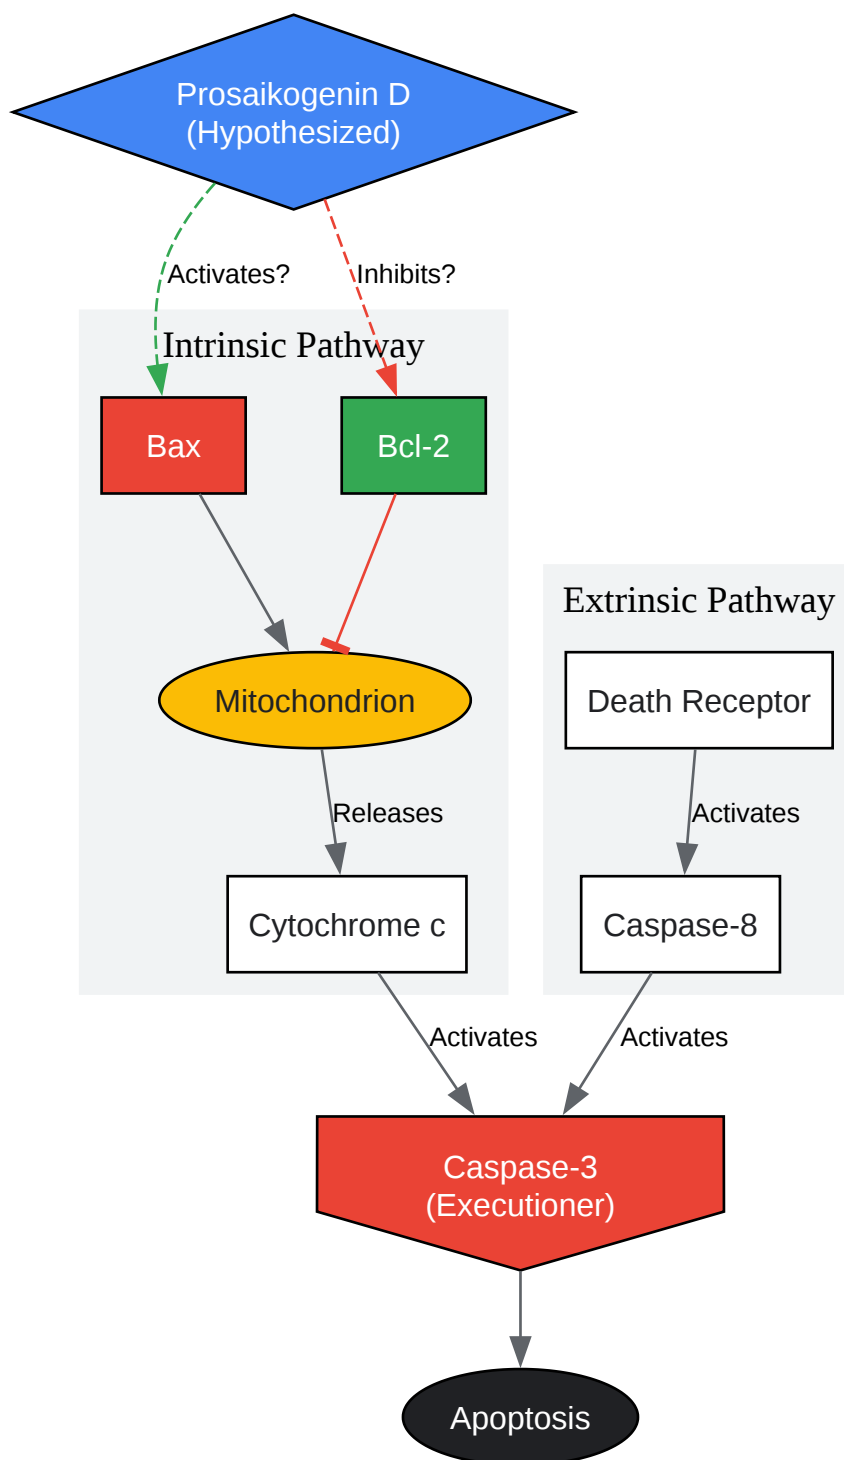 Prosaikogenin D
(Hypothesized)
Activates?
Inhibits?
Intrinsic Pathway
Bax
Bcl-2
Extrinsic Pathway
Mitochondrion
Death Receptor
Releases
Activates
Cytochrome c
Caspase-8
Activates
Activates
Caspase-3
(Executioner)
Apoptosis